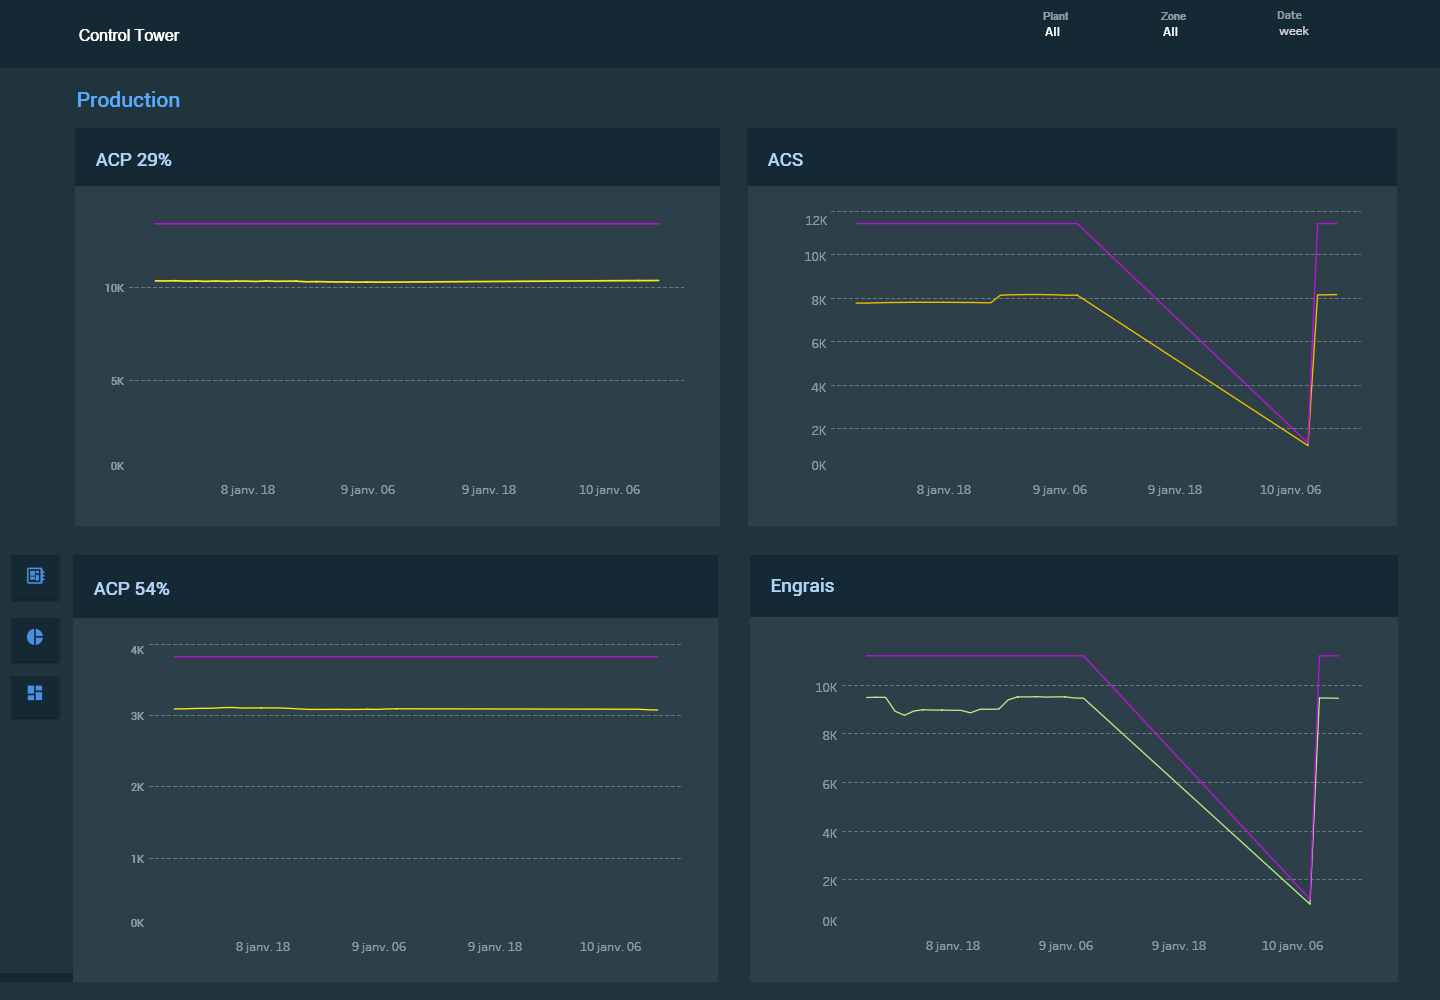 Control Tower
Plant
All
Zone
All
Date
week
Production
ACP 29%
10K
5K
0K
8 janv. 18
9 janv. 06
9 janv. 18
10 janv. 06
ACS
12K
10K
8K
6K
4K
2K
0K
8 janv. 18
9 janv. 06
9 janv. 18
10 janv. 06
ACP 54%
4K
3K
2K
1K
0K
8 janv. 18
9 janv. 06
9 janv. 18
10 janv. 06
Engrais
10K
8K
6K
4K
2K
0K
8 janv. 18
9 janv. 06
9 janv. 18
10 janv. 06